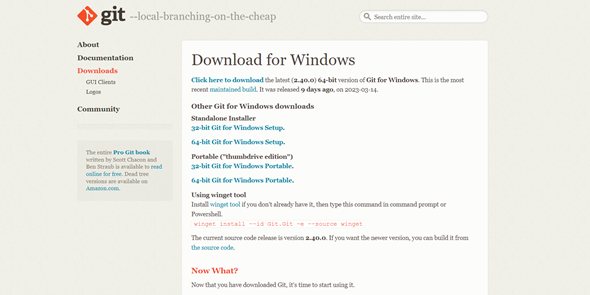 git --local-branching-on-the-cheap
Search entire site...
About
Documentation
Downloads
GUI Clients
Logos
Community
The entire Pro Git book
written by Scott Chacon and
Ben Straub is available to read
online for free. Dead tree
versions are available on
Amazon.com.
Download for Windows
Click here to download the latest (2.40.0) 64-bit version of Git for Windows. This is the most
recent maintained build. It was released 9 days ago, on 2023-03-14.
Other Git for Windows downloads
Standalone Installer
32-bit Git for Windows Setup.
64-bit Git for Windows Setup.
Portable ("thumbdrive edition")
32-bit Git for Windows Portable.
64-bit Git for Windows Portable.
Using winget tool
Install winget tool if you don't already have it, then type this command in command prompt or
Powershell.
winget install --id Git.Git -e --source winget
The current source code release is version 2.40.0. If you want the newer version, you can build it from
the source code.
Now What?
Now that you have downloaded Git, it's time to start using it.